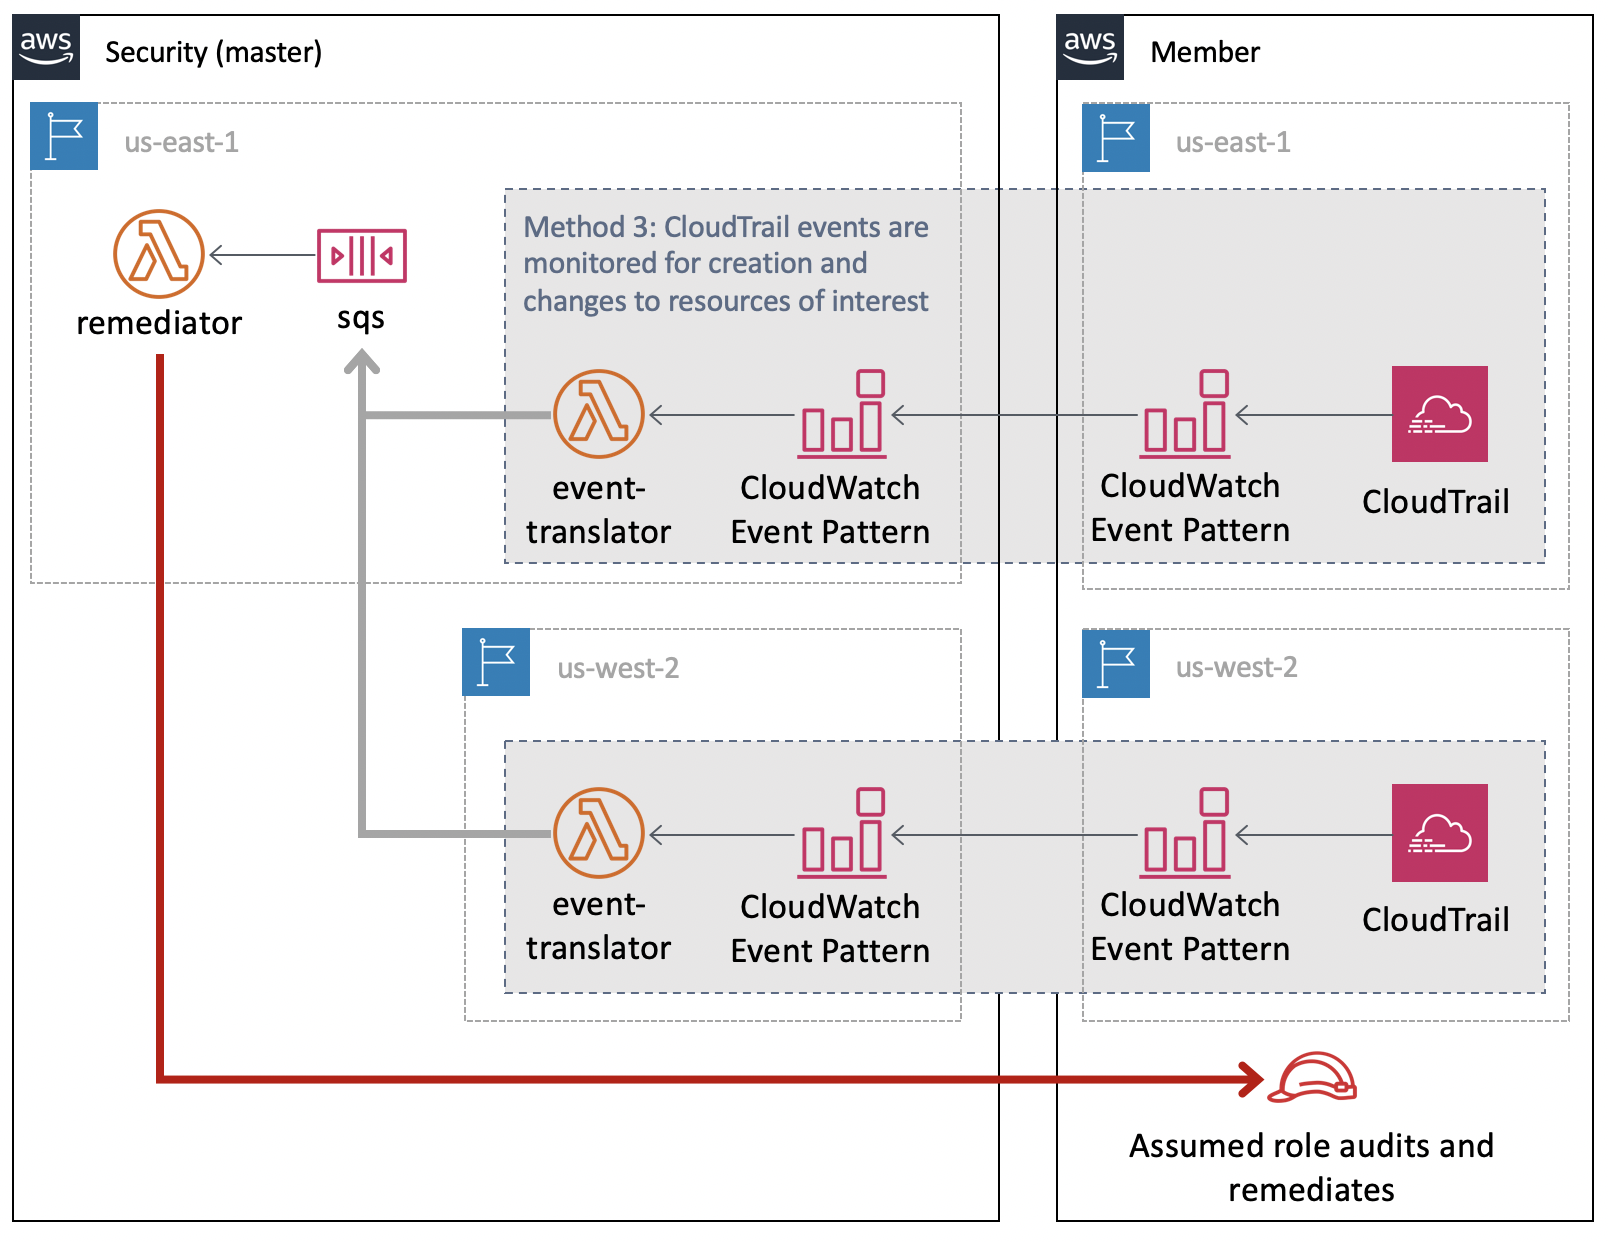 aws
Security (master)
us-east-1
remediator
sqs
Method 3: CloudTrail events are
monitored for creation and
changes to resources of interest
event-
translator
CloudWatch
Event Pattern
us-west-2
event-
translator
CloudWatch
Event Pattern
aws
Member
us-east-1
CloudWatch
Event Pattern
CloudTrail
us-west-2
CloudWatch
Event Pattern
CloudTrail
Assumed role audits and
remediates